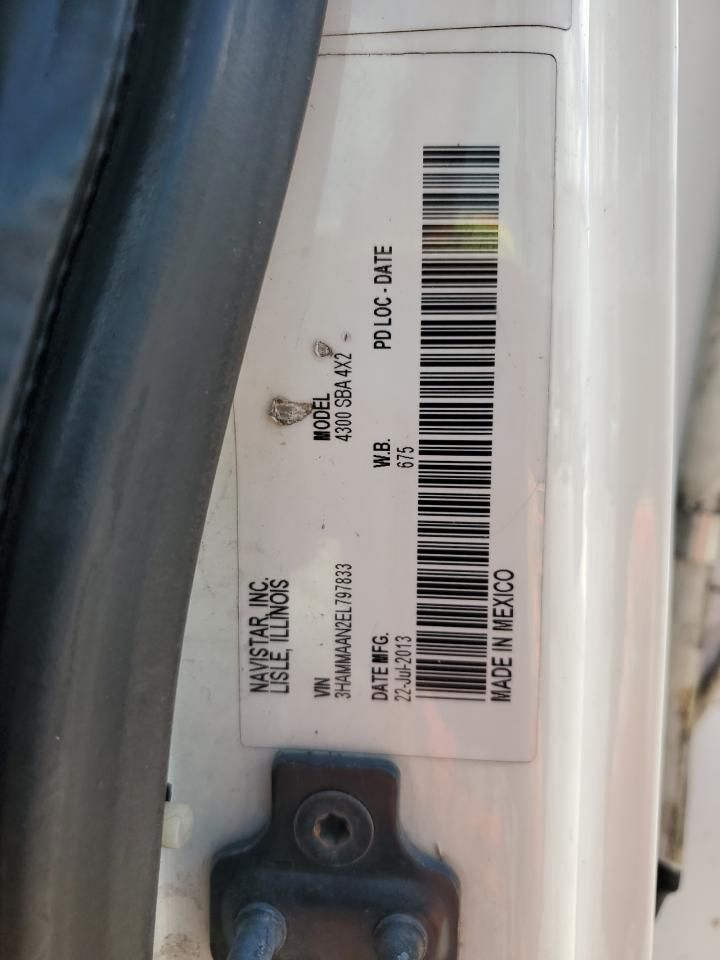 NAVISTAR, INC.
LISLE, ILLINOIS
VIN
3HAMMAAN2EL797833
MODEL
4300 SBA 4X2
DATE MFG.
22-Jul-2013
W.B.
675
PD LOC - DATE
MADE IN MEXICO